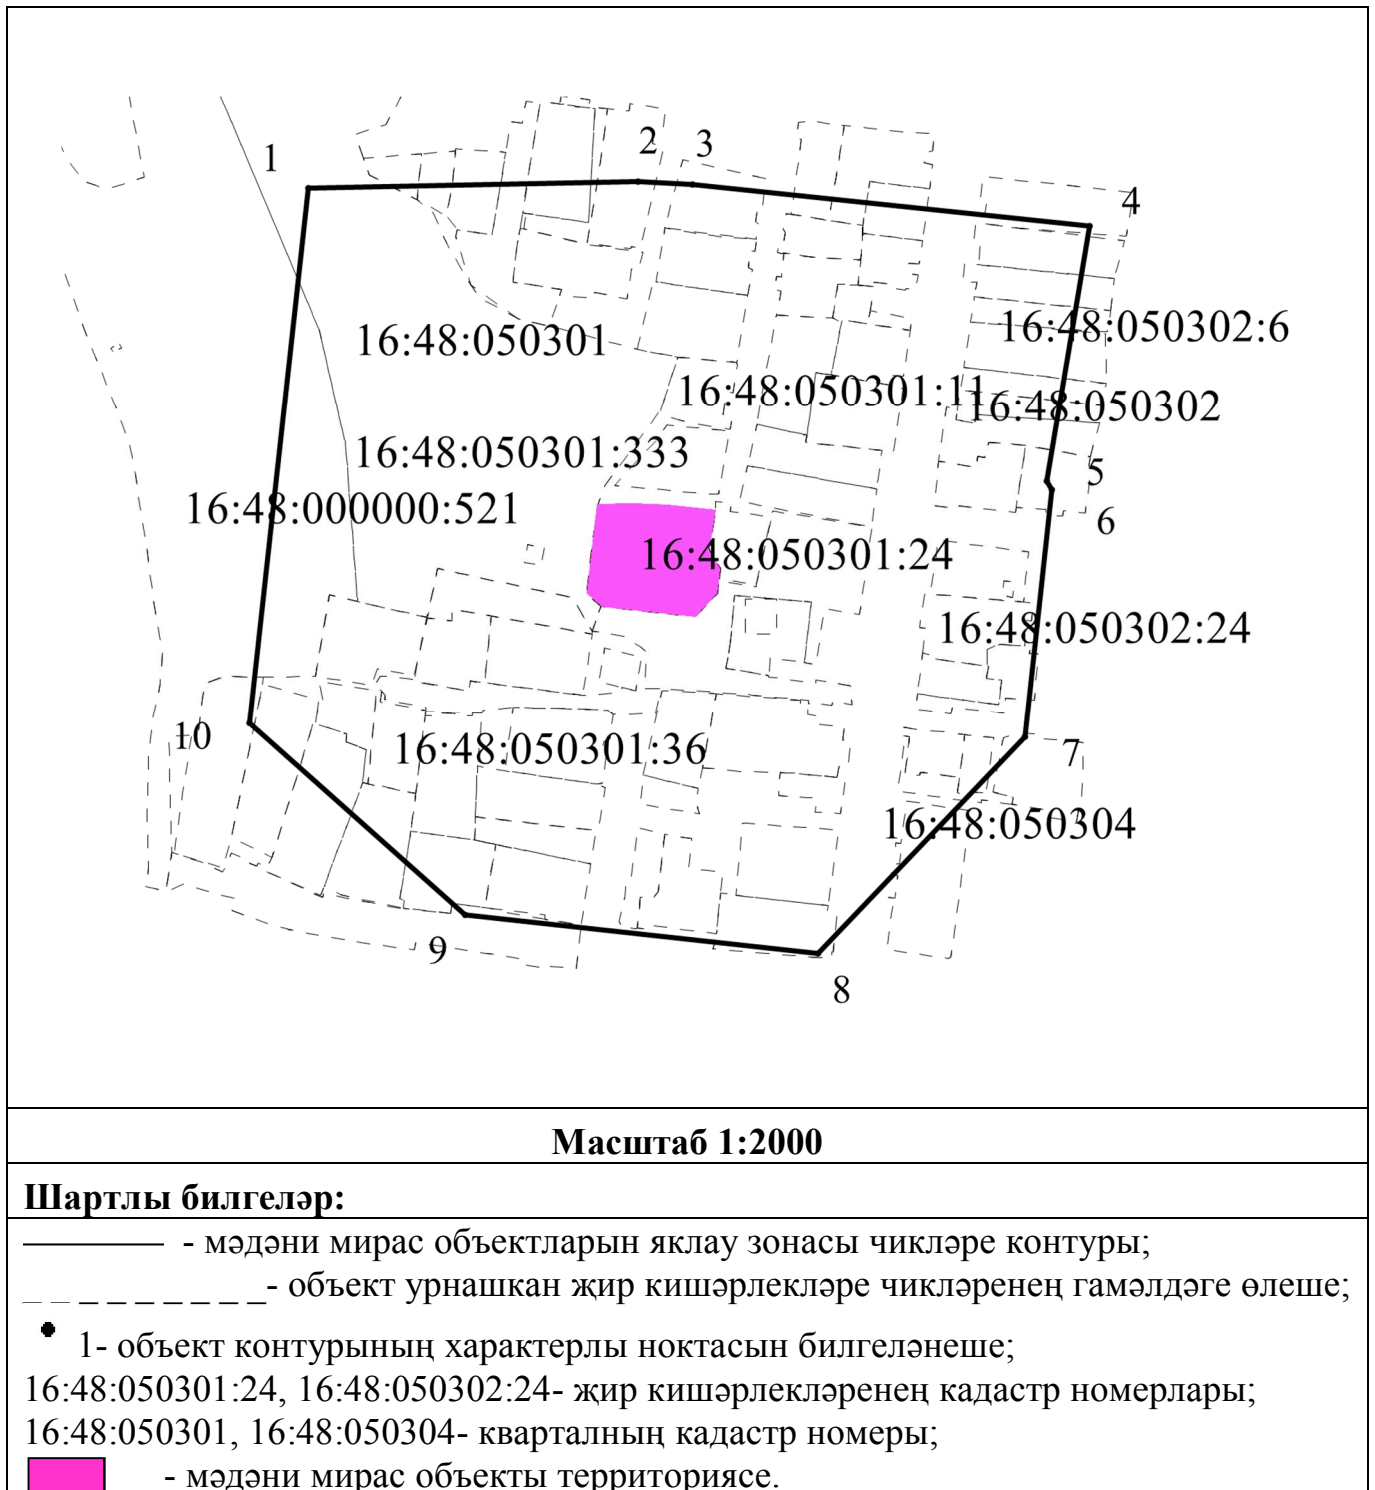 1
2
3
4
16:48:050301
16:48:050302:6
16:48:050301:11
16:48:050302
16:48:050301:333
5
16:48:000000:521
6
16:48:050301:24
16:48:050302:24
10
16:48:050301:36
7
16:48:050304
9
8
Масштаб 1:2000
Шартлы билгеләр:
- мәдәни мирас объектларын яклау зонасы чикләре контуры;
_ _ _ _ _ _ _ _ _- объект урнашкан җир кишәрлекләре чикләренең гамәлдәге өлеше;
• 1- объект контурының характерлы ноктасын билгеләнеше;
16:48:050301:24, 16:48:050302:24- җир кишәрлекләренең кадастр номерлары;
16:48:050301, 16:48:050304- кварталның кадастр номеры;
- мәдәни мирас объекты территориясе.